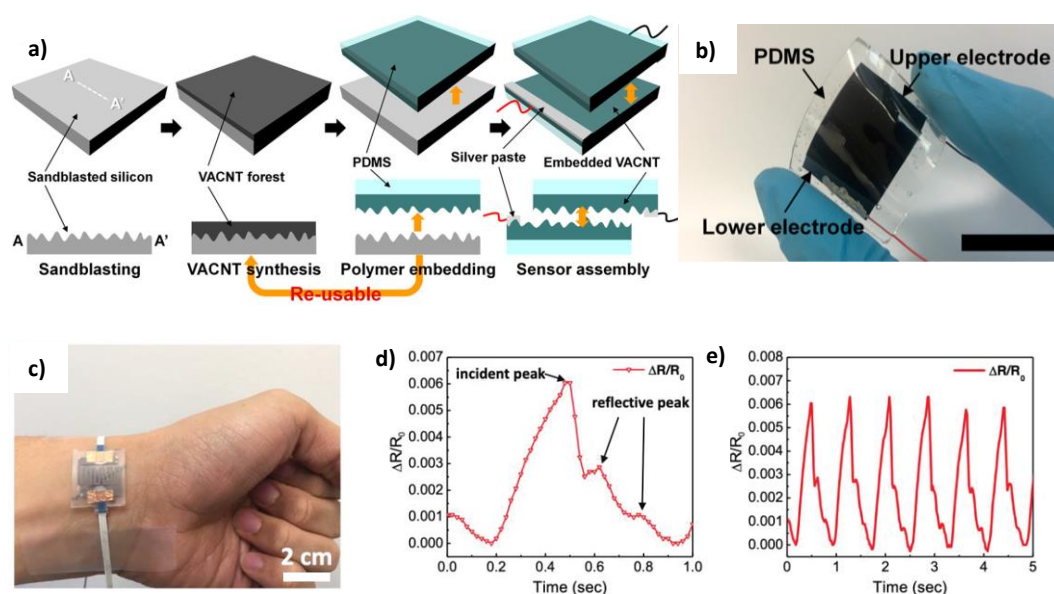 a)
A
A'
Sandblasted silicon
VACNT forest
PDMS
Silver paste
Embedded VACNT
A
A'
Sandblasting
VACNT synthesis
Polymer embedding
Sensor assembly
Re-usable
b)
PDMS
Upper electrode
Lower electrode
c)
2 cm
d)
0.007
0.006
0.005
0.004
0.003
0.002
0.001
0.000
ΔR/R₀
incident peak
ΔR/R₀
reflective peak
0.0 0.2 0.4 0.6 0.8 1.0
Time (sec)
e)
0.008
0.007
0.006
0.005
0.004
0.003
0.002
0.001
0.000
ΔR/R₀
ΔR/R₀
0 1 2 3 4 5
Time (sec)